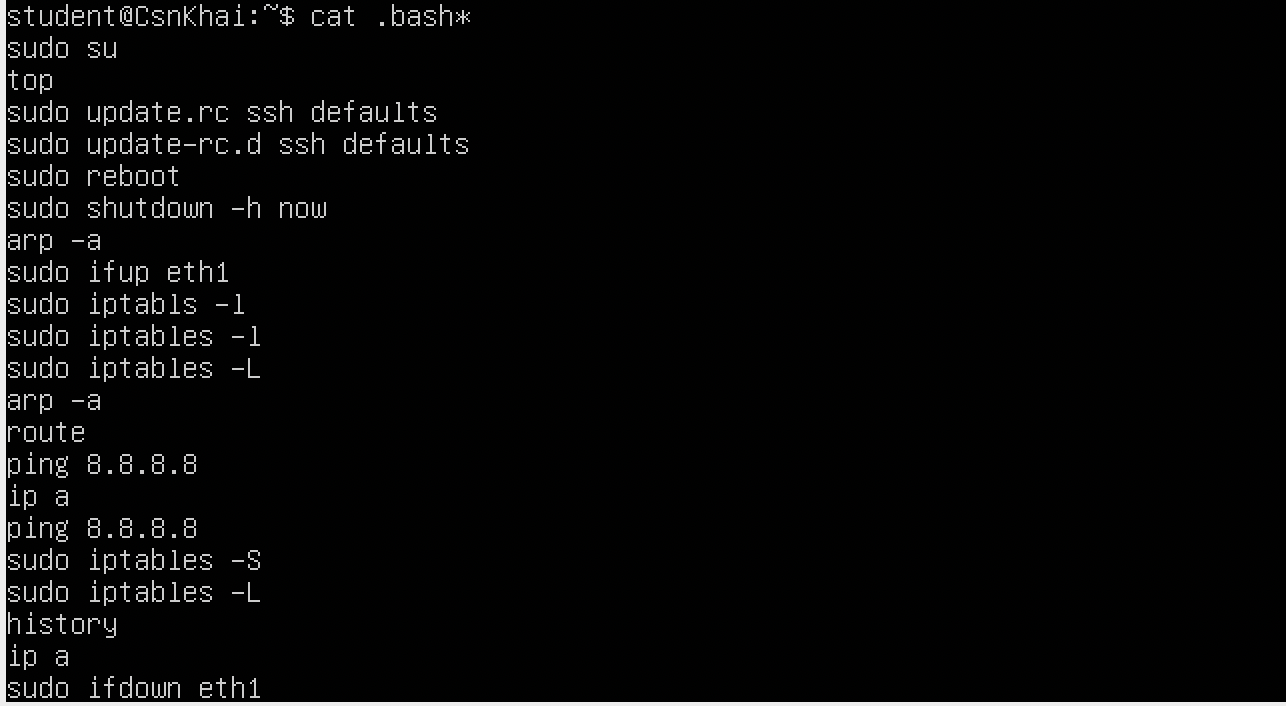 student@CsnKhai:~$ cat .bash*
sudo su
top
sudo update.rc ssh defaults
sudo update-rc.d ssh defaults
sudo reboot
sudo shutdown -h now
arp -a
sudo ifup eth1
sudo iptabls -l
sudo iptables -l
sudo iptables -L
arp -a
route
ping 8.8.8.8
ip a
ping 8.8.8.8
sudo iptables -S
sudo iptables -L
history
ip a
sudo ifdown eth1